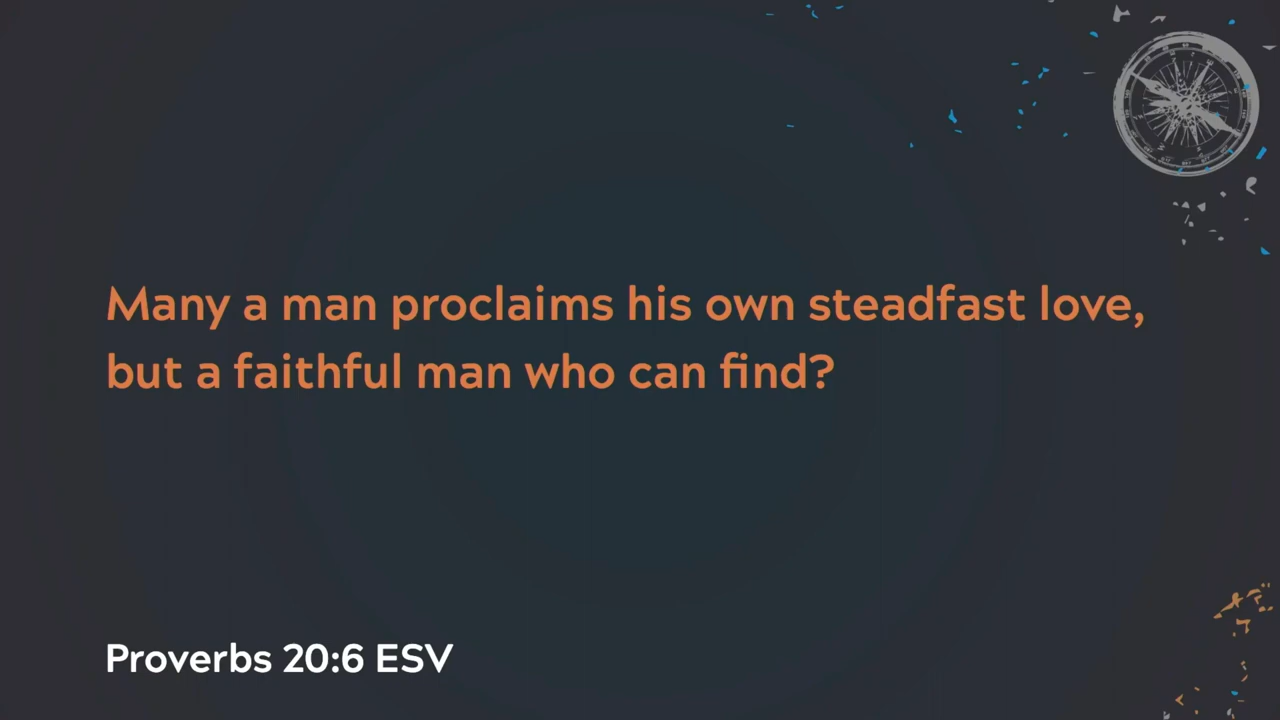 Many a man proclaims his own steadfast love,
but a faithful man who can find?
Proverbs 20:6 ESV